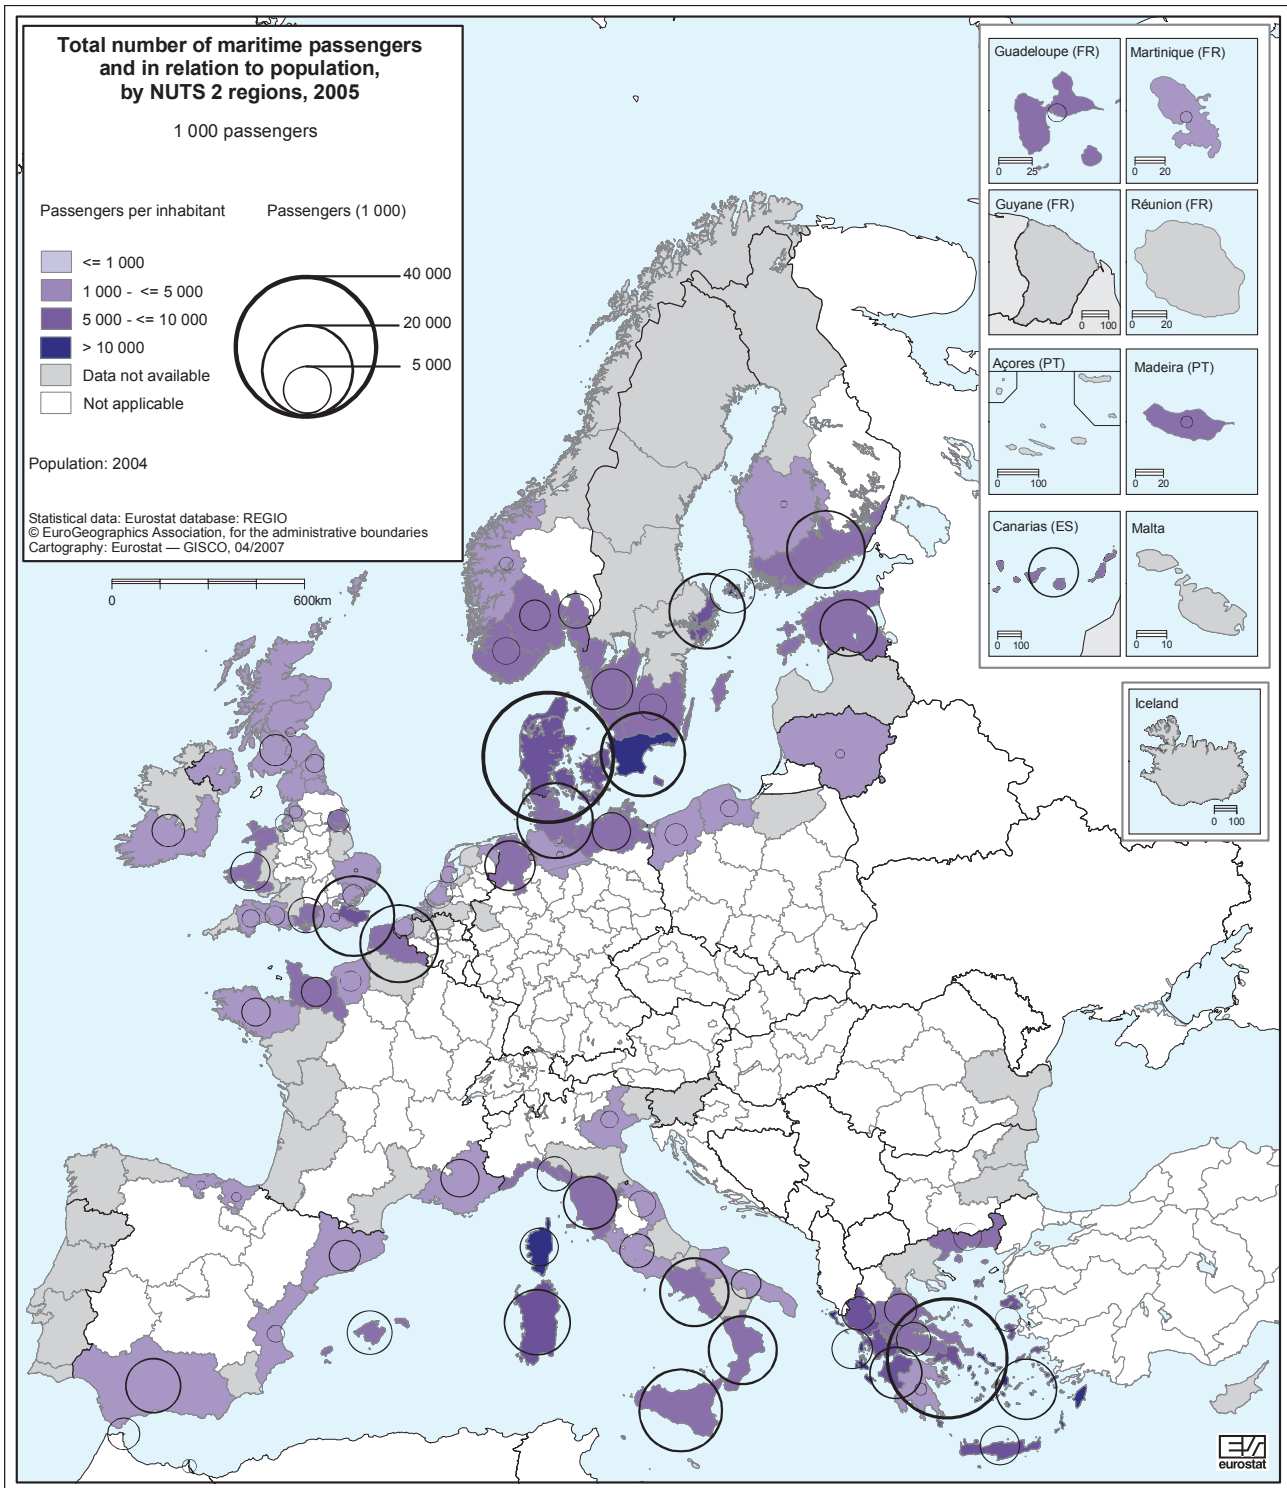 Total number of maritime passengers
and in relation to population,
by NUTS 2 regions, 2005
1 000 passengers
Passengers per inhabitant
Passengers (1 000)
<= 1 000
1 000 - <= 5 000
5 000 - <= 10 000
> 10 000
Data not available
Not applicable
40 000
20 000
5 000
Population: 2004
Statistical data: Eurostat database: REGIO
© EuroGeographics Association, for the administrative boundaries
Cartography: Eurostat — GISCO, 04/2007
0 600km
Guadeloupe (FR)
0 25
Martinique (FR)
0 20
Guyane (FR)
0 100
Réunion (FR)
0 20
Açores (PT)
0 100
Madeira (PT)
0 20
Canarias (ES)
0 100
Malta
0 10
Iceland
0 100
eurostat